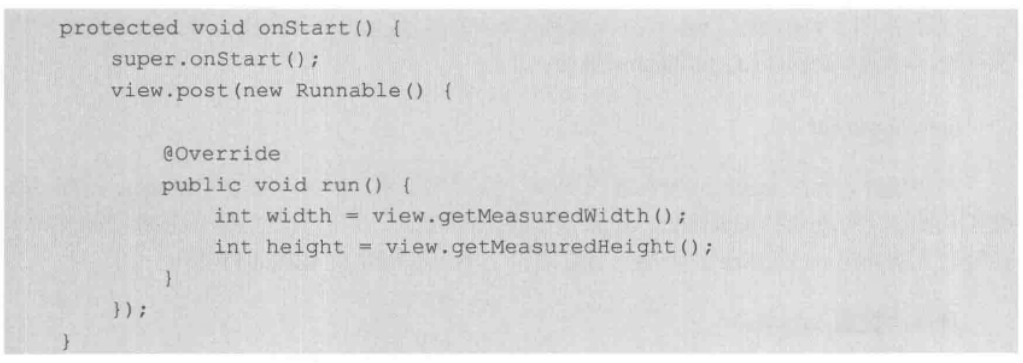 protected void onStart() {
    super.onStart();
    view.post(new Runnable() {

        @Override
        public void run() {
            int width = view.getMeasuredWidth();
            int height = view.getMeasuredHeight();
        }
    });
}